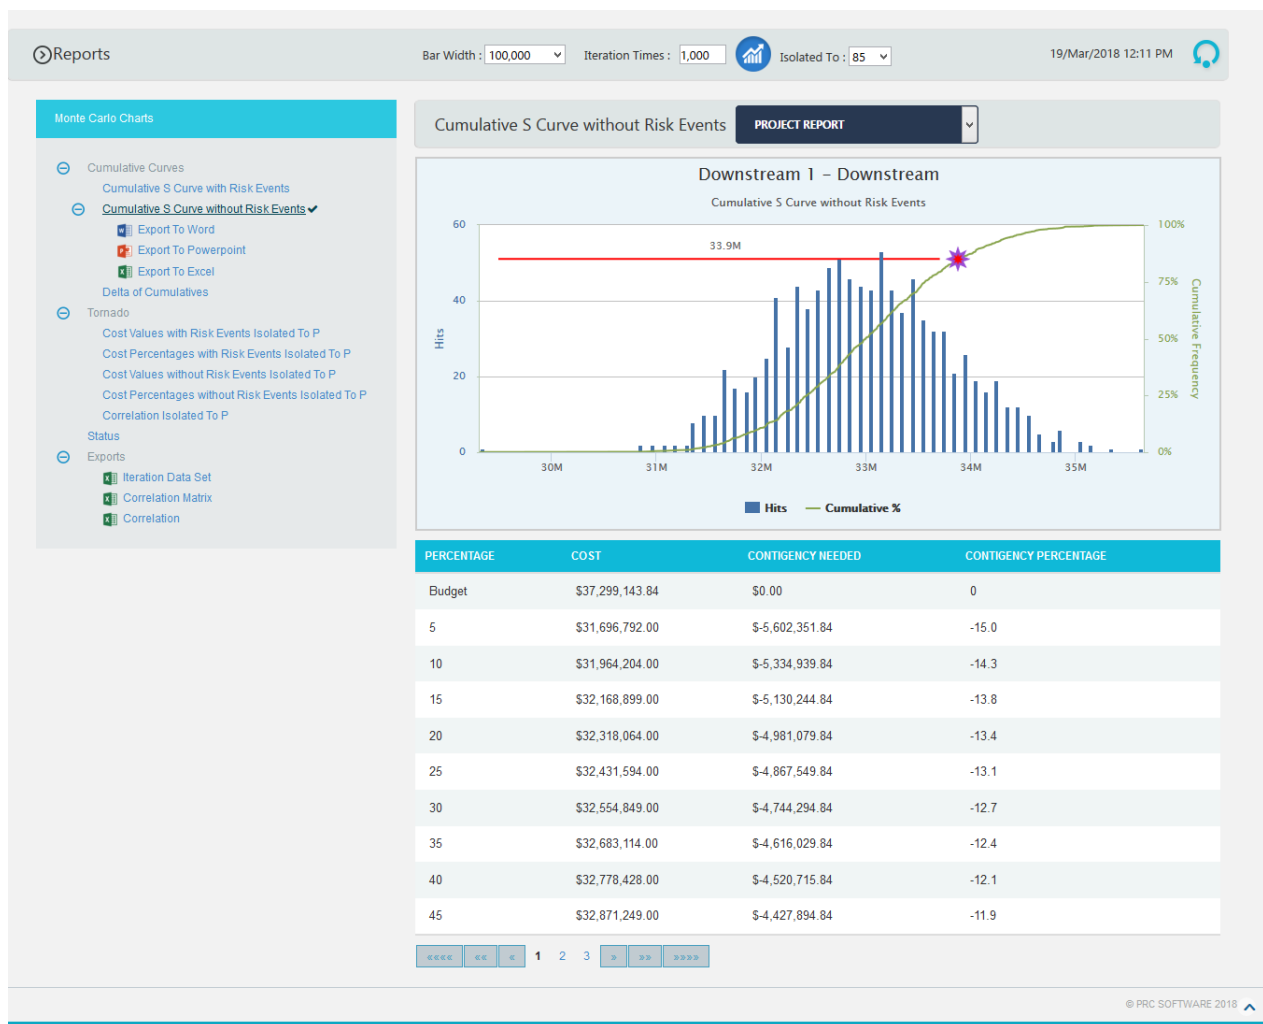 Reports
Bar Width : 100,000 Iteration Times : 1,000 Isolated To : 85 19/Mar/2018 12:11 PM
Monte Carlo Charts
Cumulative Curves
Cumulative S Curve with Risk Events
Cumulative S Curve without Risk Events
Export To Word
Export To Powerpoint
Export To Excel
Delta of Cumulatives
Tornado
Cost Values with Risk Events Isolated To P
Cost Percentages with Risk Events Isolated To P
Cost Values without Risk Events Isolated To P
Cost Percentages without Risk Events Isolated To P
Correlation Isolated To P
Status
Exports
Iteration Data Set
Correlation Matrix
Correlation
Cumulative S Curve without Risk Events PROJECT REPORT
Downstream 1 – Downstream
Cumulative S Curve without Risk Events
60 100%
33.9M
75%
40
50%
20
25%
0 0%
Hits
Cumulative Frequency
30M 31M 32M 33M 34M 35M
Hits Cumulative %
PERCENTAGE COST CONTIGENCY NEEDED CONTIGENCY PERCENTAGE
Budget $37,299,143.84 $0.00 0
5 $31,696,792.00 $-5,602,351.84 -15.0
10 $31,964,204.00 $-5,334,939.84 -14.3
15 $32,168,899.00 $-5,130,244.84 -13.8
20 $32,318,064.00 $-4,981,079.84 -13.4
25 $32,431,594.00 $-4,867,549.84 -13.1
30 $32,554,849.00 $-4,744,294.84 -12.7
35 $32,683,114.00 $-4,616,029.84 -12.4
40 $32,778,428.00 $-4,520,715.84 -12.1
45 $32,871,249.00 $-4,427,894.84 -11.9
«««« «« « 1 2 3 » »» »»»»
© PRC SOFTWARE 2018